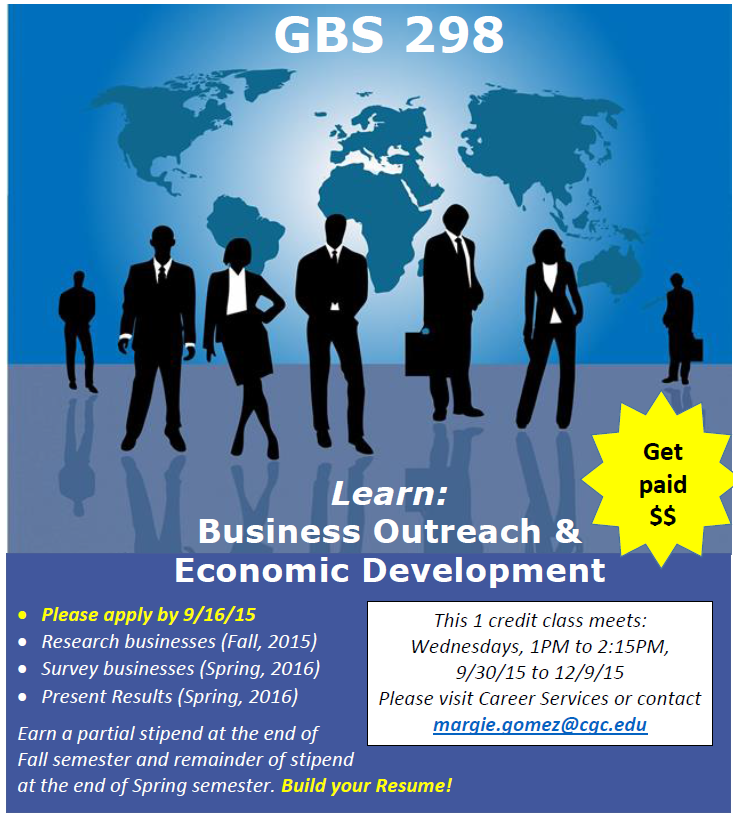 GBS 298
Get
paid
$$
Learn:
Business Outreach &
Economic Development
• Please apply by 9/16/15
• Research businesses (Fall, 2015)
• Survey businesses (Spring, 2016)
• Present Results (Spring, 2016)
Earn a partial stipend at the end of
Fall semester and remainder of stipend
at the end of Spring semester. Build your Resume!
This 1 credit class meets:
Wednesdays, 1PM to 2:15PM,
9/30/15 to 12/9/15
Please visit Career Services or contact
margie.gomez@cgc.edu